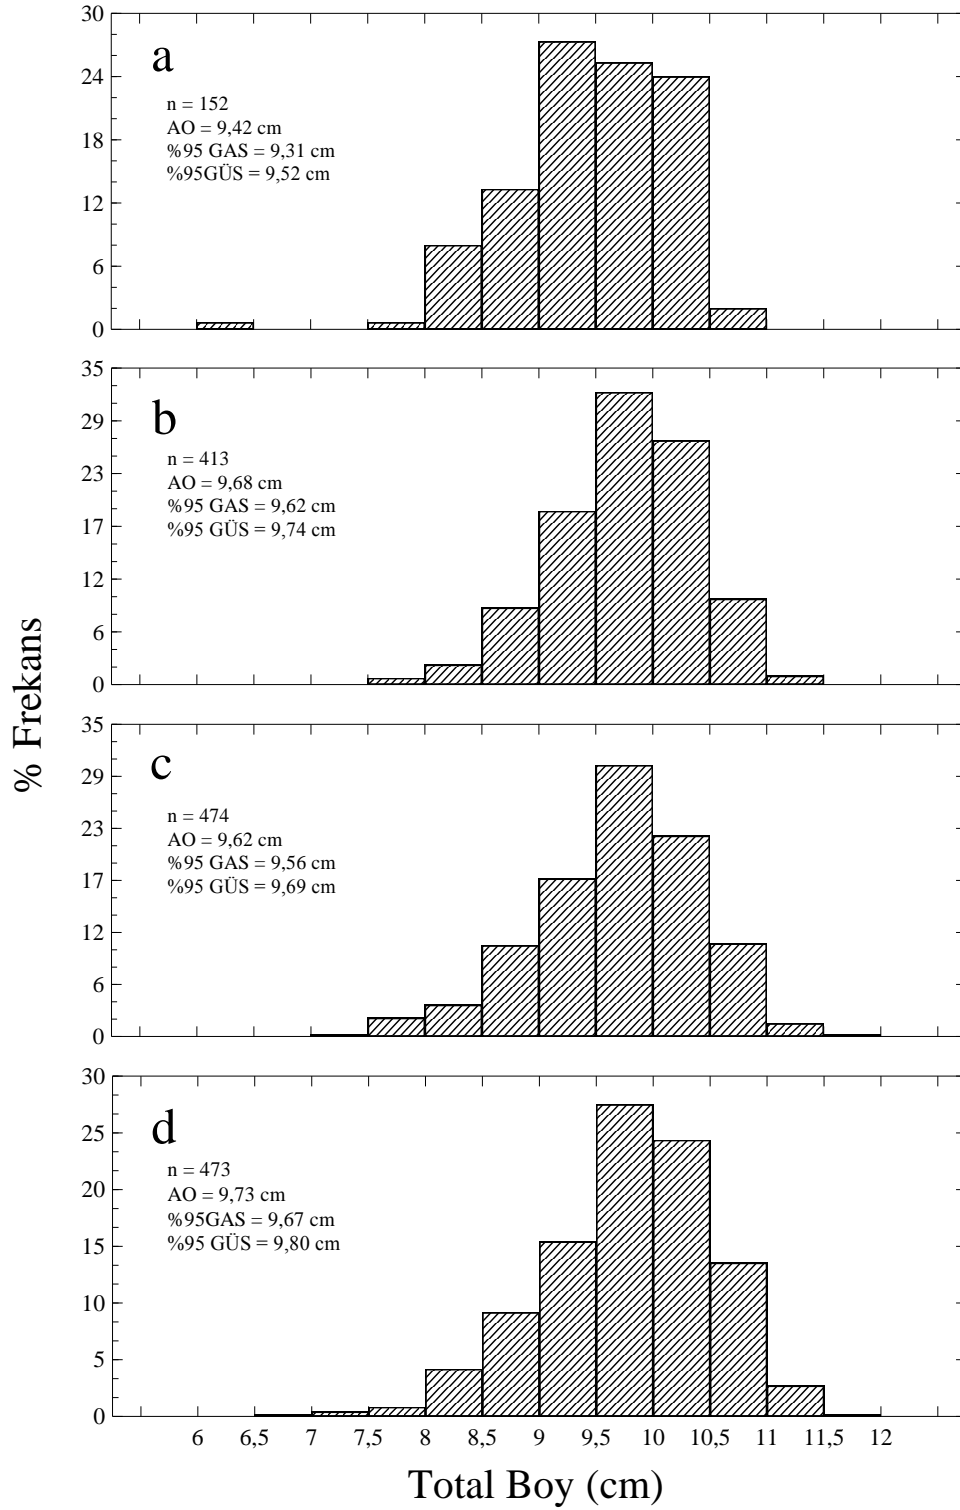 30
24
18
12
6
0
a
n = 152
AO = 9,42 cm
%95 GAS = 9,31 cm
%95GÜS = 9,52 cm
35
29
23
17
12
6
0
b
n = 413
AO = 9,68 cm
%95 GAS = 9,62 cm
%95 GÜS = 9,74 cm
% Frekans
35
29
23
17
12
6
0
c
n = 474
AO = 9,62 cm
%95 GAS = 9,56 cm
%95 GÜS = 9,69 cm
30
25
20
15
10
5
0
d
n = 473
AO = 9,73 cm
%95GAS = 9,67 cm
%95 GÜS = 9,80 cm
6 6,5 7 7,5 8 8,5 9 9,5 10 10,5 11 11,5 12
Total Boy (cm)